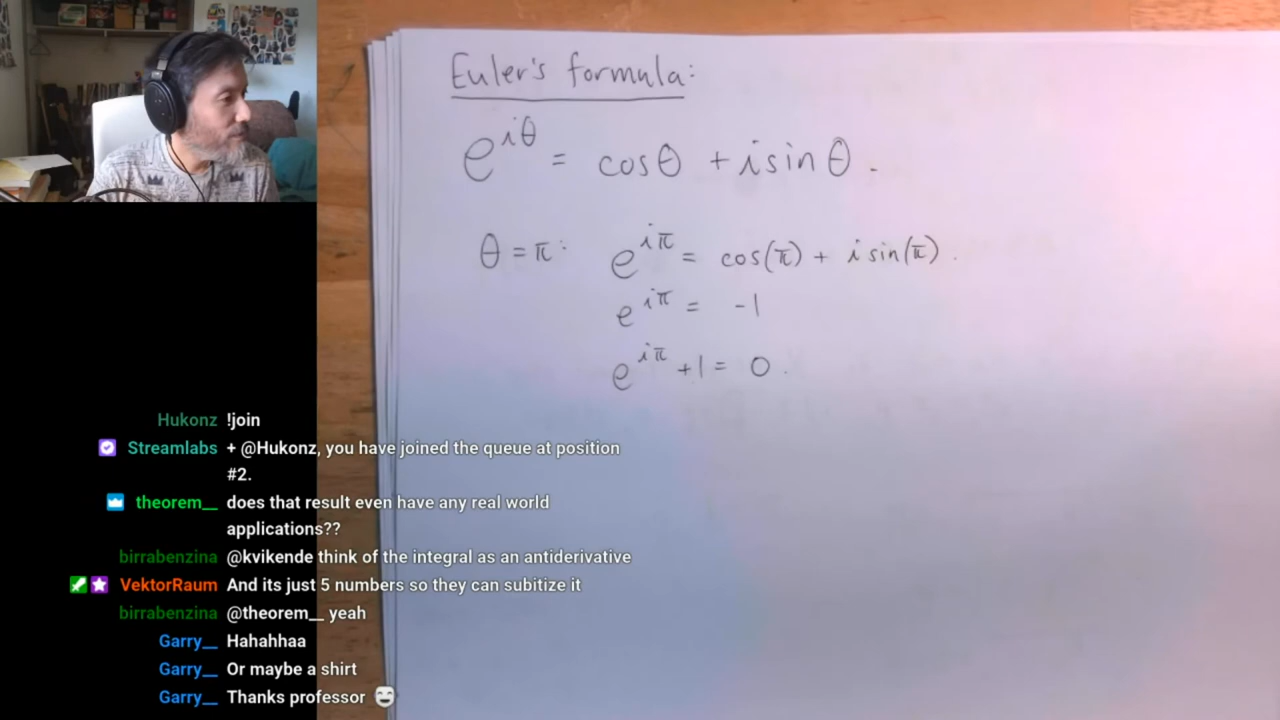 Euler's formula:
e^{iθ} = cosθ + i sin θ .
θ = π : e^{iπ} = cos(π) + i sin(π) .
e^{iπ} = -1
e^{iπ} +1 = 0 .
Hukonz !join
Streamlabs + @Hukonz, you have joined the queue at position
#2.
theorem__ does that result even have any real world
applications??
birrabenzina @kvikende think of the integral as an antiderivative
VektorRaum And its just 5 numbers so they can subitize it
birrabenzina @theorem__ yeah
Garry__ Hahahhaa
Garry__ Or maybe a shirt
Garry__ Thanks professor